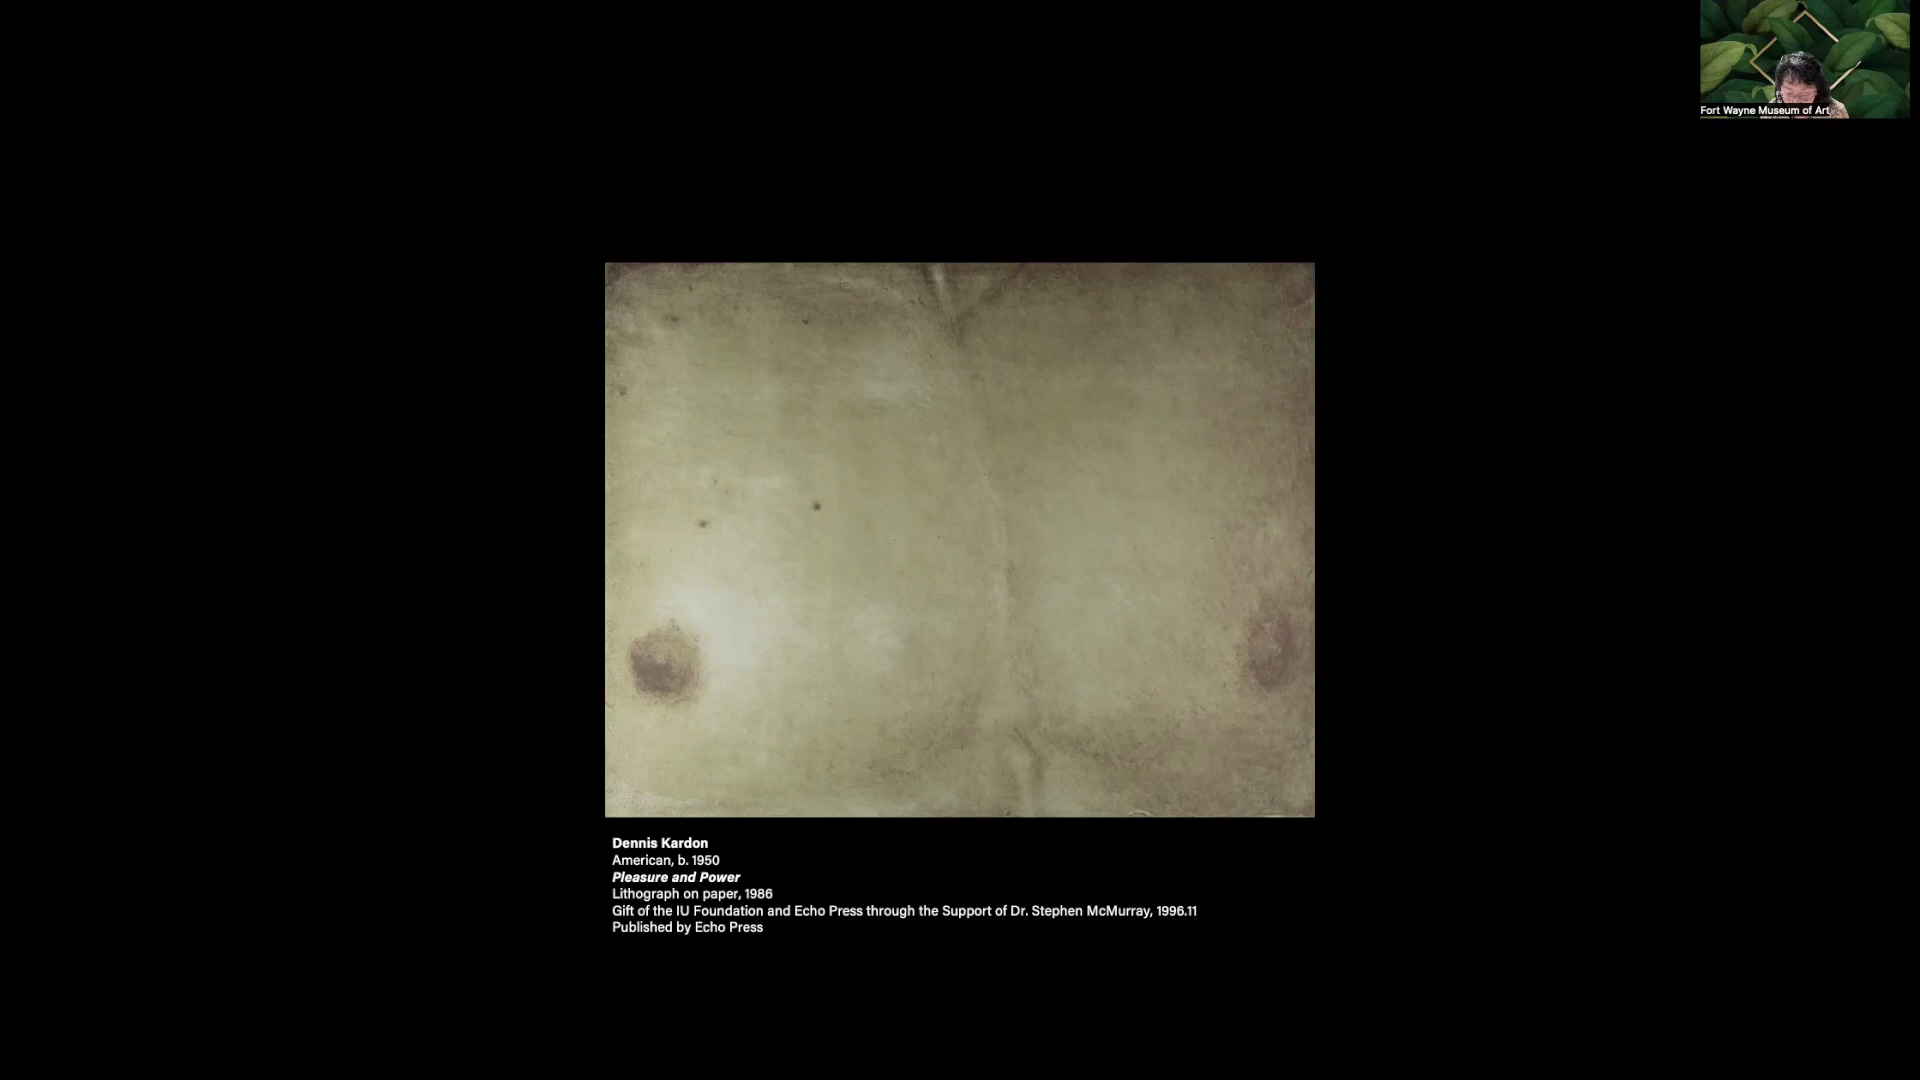 Fort Wayne Museum of Art
Dennis Kardon
American, b. 1950
Pleasure and Power
Lithograph on paper, 1986
Gift of the IU Foundation and Echo Press through the Support of Dr. Stephen McMurray, 1996.11
Published by Echo Press